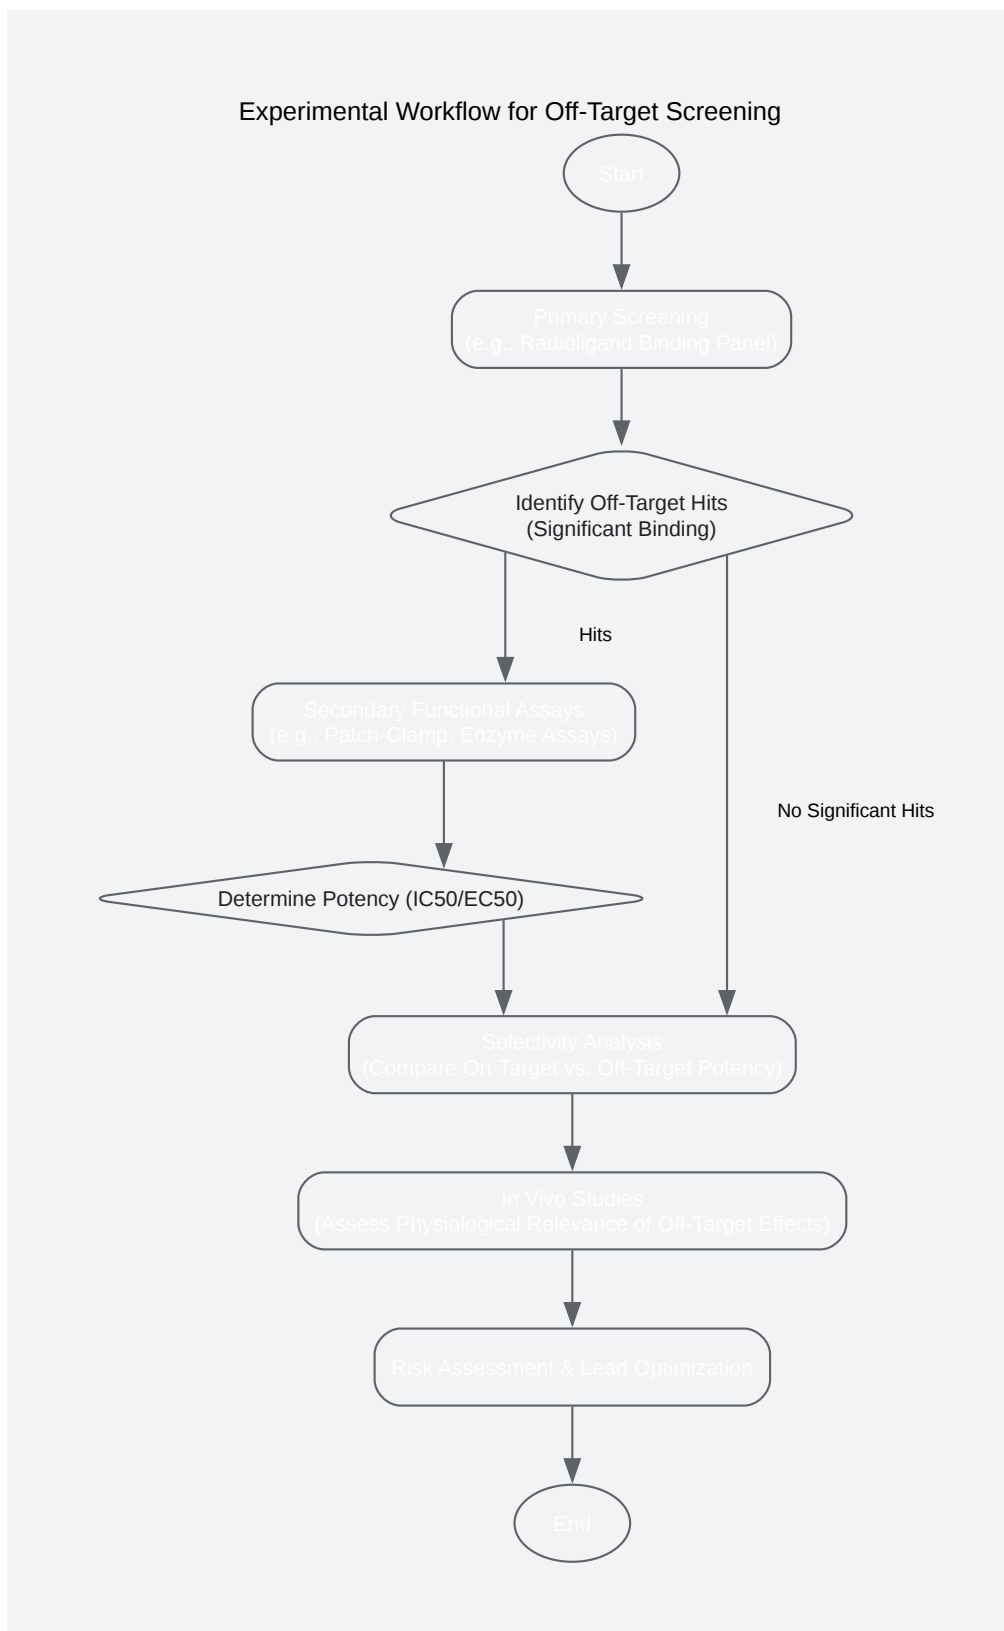 Experimental Workflow for Off-Target Screening
Start
Primary Screening
(e.g., Radioligand Binding Panel)
Identify Off-Target Hits
(Significant Binding)
Hits
Secondary Functional Assays
(e.g., Patch-Clamp, Enzyme Assays)
No Significant Hits
Determine Potency (IC50/EC50)
Selectivity Analysis
(Compare On-Target vs. Off-Target Potency)
In Vivo Studies
(Assess Physiological Relevance of Off-Target Effects)
Risk Assessment & Lead Optimization
End